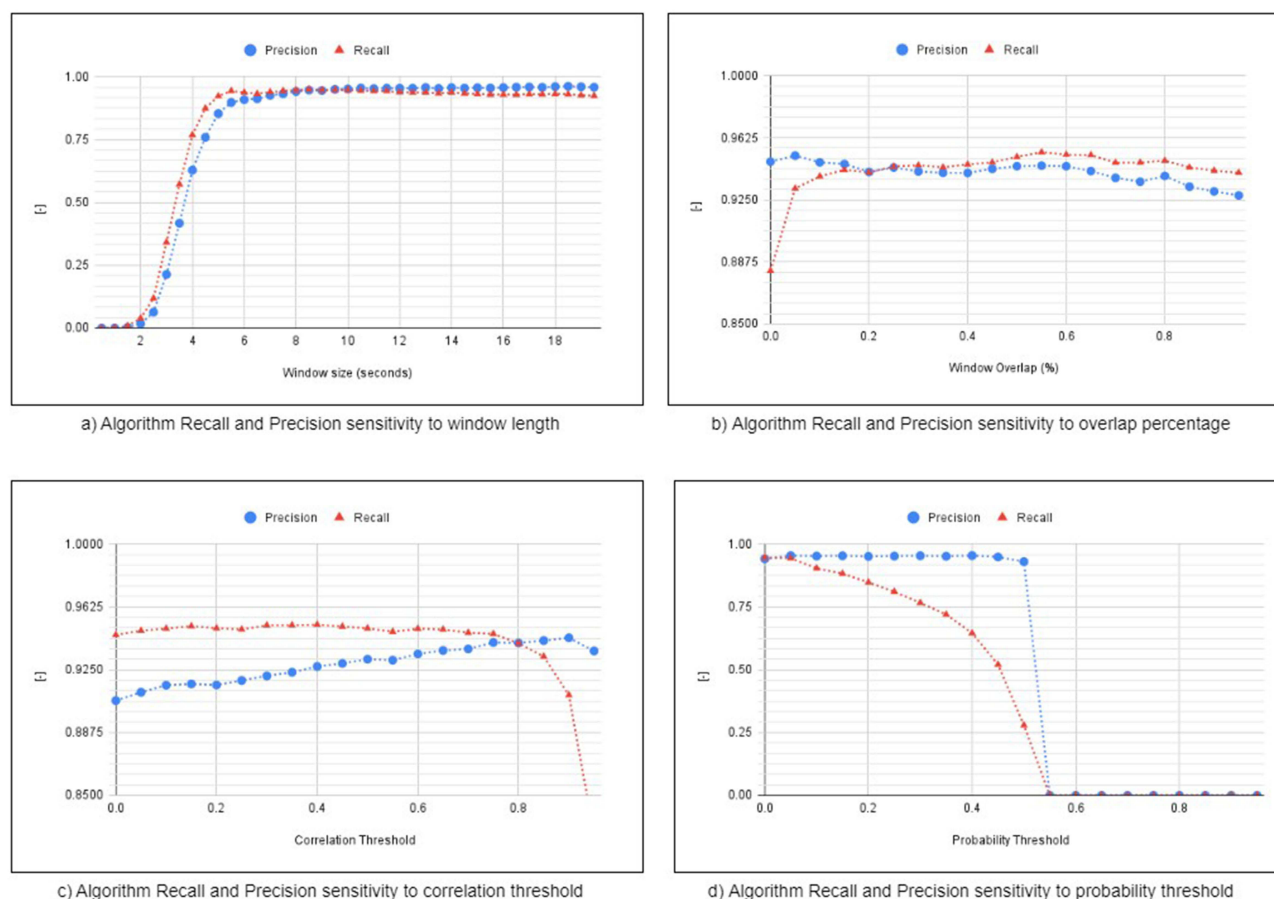 Precision Recall
1.00
0.75
0.50
0.25
0.00
[-]
2 4 6 8 10 12 14 16 18
Window size (seconds)
a) Algorithm Recall and Precision sensitivity to window length
Precision Recall
1.0000
0.9625
0.9250
0.8875
0.8500
[-]
0.0 0.2 0.4 0.6 0.8
Window Overlap (%)
b) Algorithm Recall and Precision sensitivity to overlap percentage
Precision Recall
1.0000
0.9625
0.9250
0.8875
0.8500
[-]
0.0 0.2 0.4 0.6 0.8
Correlation Threshold
c) Algorithm Recall and Precision sensitivity to correlation threshold
Precision Recall
1.00
0.75
0.50
0.25
0.00
[-]
0.0 0.2 0.4 0.6 0.8
Probability Threshold
d) Algorithm Recall and Precision sensitivity to probability threshold